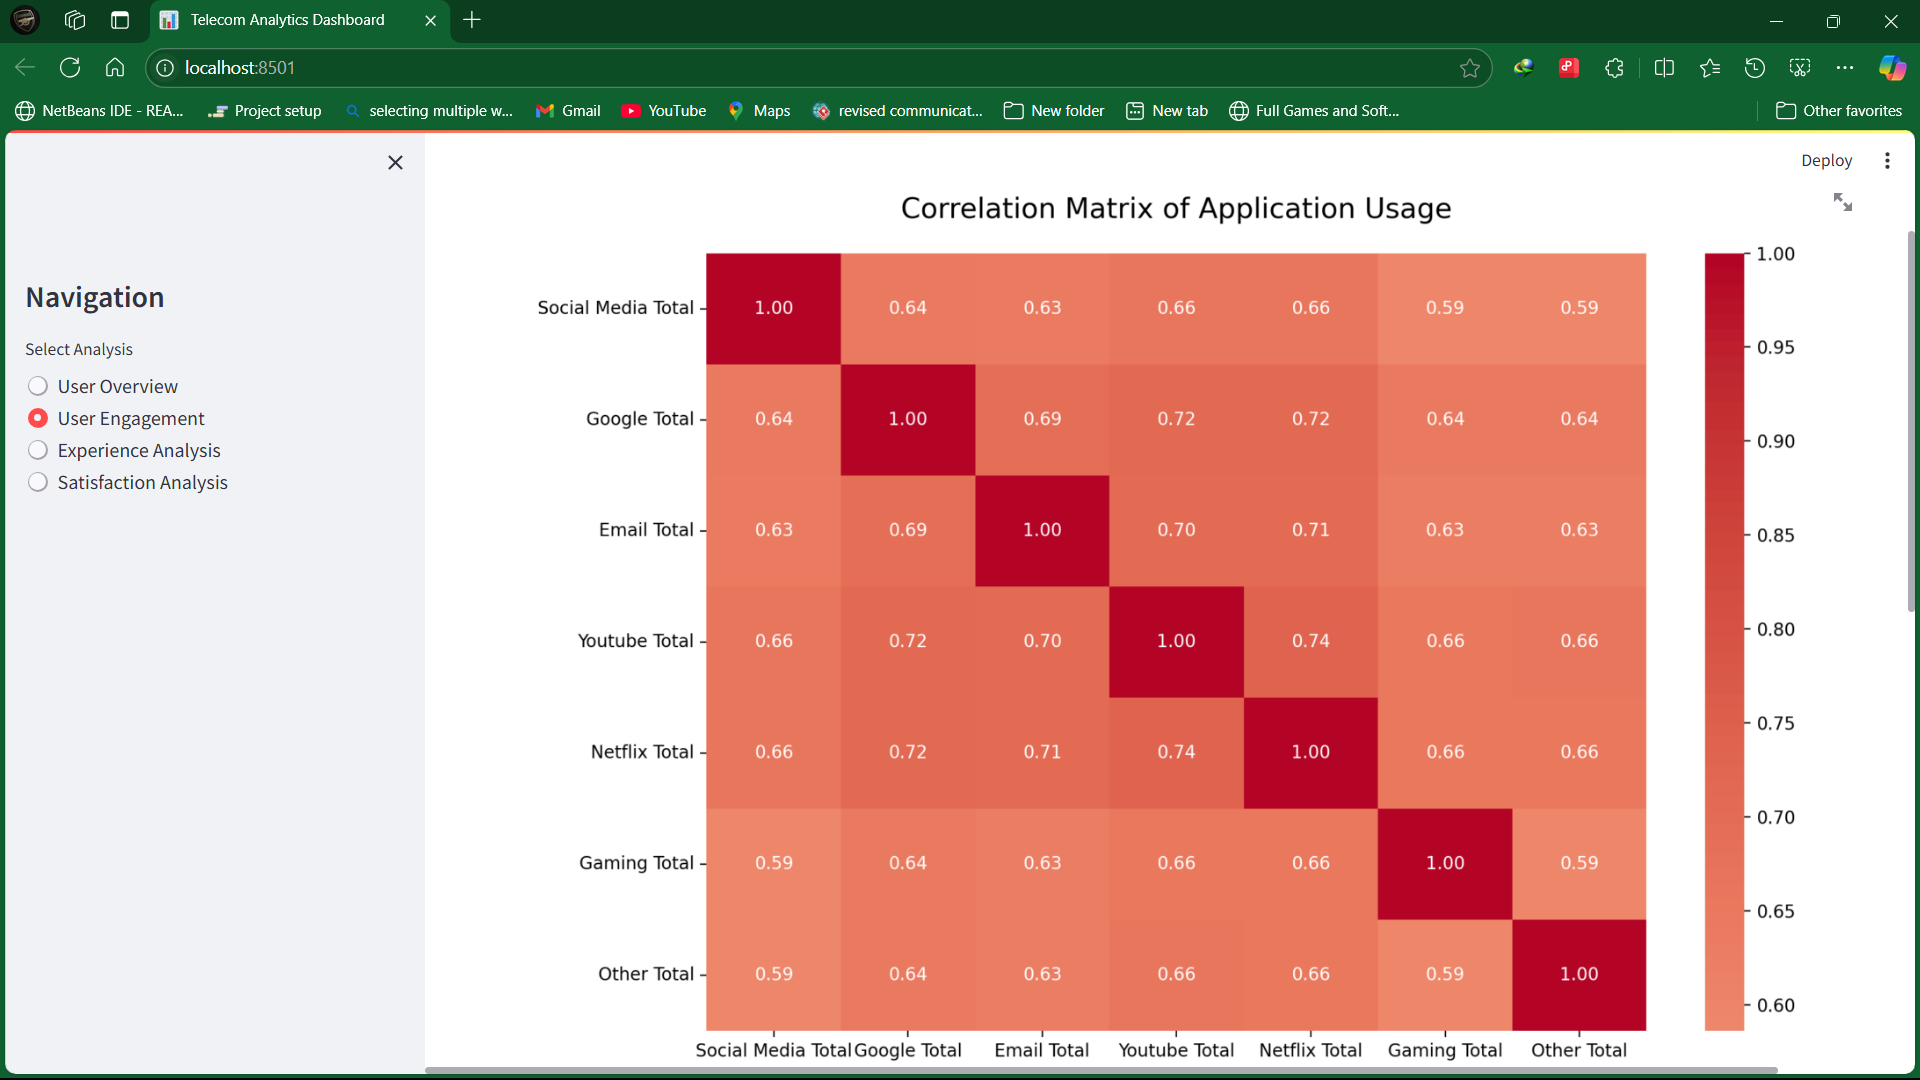 Telecom Analytics Dashboard
localhost:8501
NetBeans IDE - REA... Project setup selecting multiple w... Gmail YouTube Maps revised communicat... New folder New tab Full Games and Soft... Other favorites
Deploy
Navigation
Select Analysis
User Overview
User Engagement
Experience Analysis
Satisfaction Analysis
Correlation Matrix of Application Usage
Social Media Total 1.00 0.64 0.63 0.66 0.66 0.59 0.59
Google Total 0.64 1.00 0.69 0.72 0.72 0.64 0.64
Email Total 0.63 0.69 1.00 0.70 0.71 0.63 0.63
Youtube Total 0.66 0.72 0.70 1.00 0.74 0.66 0.66
Netflix Total 0.66 0.72 0.71 0.74 1.00 0.66 0.66
Gaming Total 0.59 0.64 0.63 0.66 0.66 1.00 0.59
Other Total 0.59 0.64 0.63 0.66 0.66 0.59 1.00
Social Media Total Google Total Email Total Youtube Total Netflix Total Gaming Total Other Total
1.00
0.95
0.90
0.85
0.80
0.75
0.70
0.65
0.60